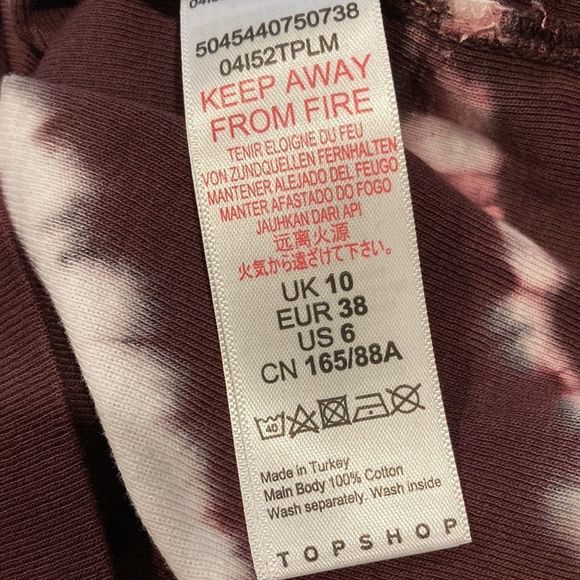 5045440750738
04I52TPLM
KEEP AWAY
FROM FIRE
TENIR ELOIGNE DU FEU
VON ZUNDQUELLEN FERNHALTEN
MANTENER ALEJADO DEL FEUGO
MANTER AFASTADO DO FOGO
JAUHKAN DARI API
远离火源
火気から遠ざけて下さい。
UK 10
EUR 38
US 6
CN 165/88A
40
Made in Turkey
Main Body 100% Cotton
Wash separately. Wash inside
TOPSHOP